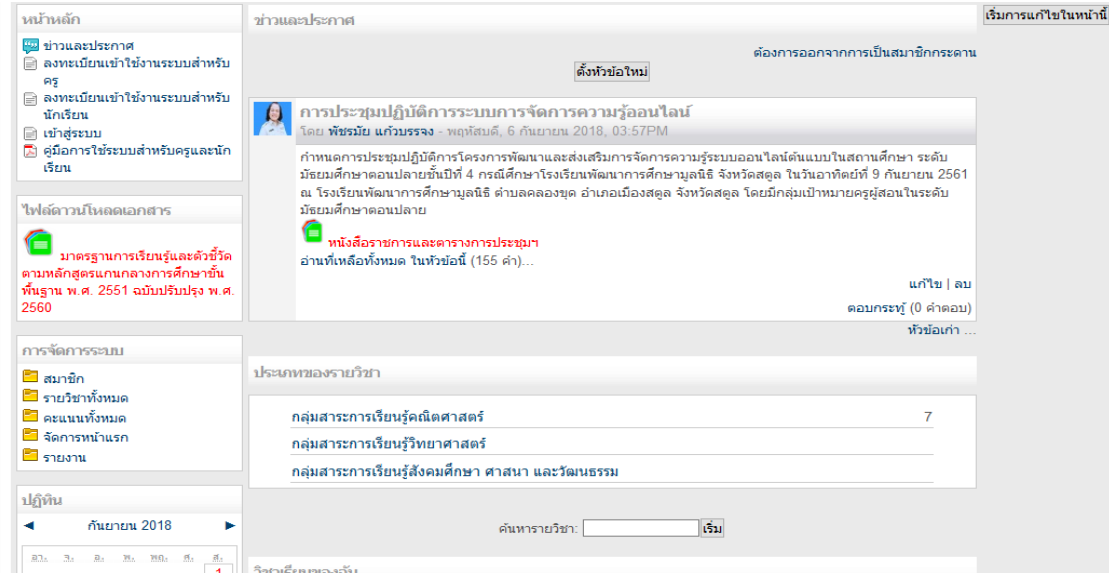 หน้าหลัก
ข่าวและประกาศ
ลงทะเบียนเข้าใช้งานระบบสำหรับ
ครู
ลงทะเบียนเข้าใช้งานระบบสำหรับ
นักเรียน
เข้าสู่ระบบ
คู่มือการใช้ระบบสำหรับครูและนัก
เรียน
ไฟล์ดาวน์โหลดเอกสาร
มาตรฐานการเรียนรู้และตัวชี้วัด
ตามหลักสูตรแกนกลางการศึกษาขั้น
พื้นฐาน พ.ศ. 2551 ฉบับปรับปรุง พ.ศ.
2560
การจัดการระบบ
สมาชิก
รายวิชาทั้งหมด
คะแนนทั้งหมด
จัดการหน้าแรก
รายงาน
ปฏิทิน
◄ กันยายน 2018 ►
อา. จ. อ. พ. พฤ. ศ. ส.
1
ข่าวและประกาศ
ต้องการออกจากการเป็นสมาชิกกระดาน
ตั้งหัวข้อใหม่
การประชุมปฏิบัติการระบบการจัดการความรู้ออนไลน์
โดย พัชรมัย แก้วบรรจง - พฤหัสบดี, 6 กันยายน 2018, 03:57PM
กำหนดการประชุมปฏิบัติการโครงการพัฒนาและส่งเสริมการจัดการความรู้ระบบออนไลน์ต้นแบบในสถานศึกษา ระดับ
มัธยมศึกษาตอนปลายชั้นปีที่ 4 กรณีศึกษาโรงเรียนพัฒนาการศึกษามูลนิธิ จังหวัดสตูล ในวันอาทิตย์ที่ 9 กันยายน 2561
ณ โรงเรียนพัฒนาการศึกษามูลนิธิ ตำบลคลองขุด อำเภอเมืองสตูล จังหวัดสตูล โดยมีกลุ่มเป้าหมายครูผู้สอนในระดับ
มัธยมศึกษาตอนปลาย
หนังสือราชการและตารางการประชุมฯ
อ่านที่เหลือทั้งหมด ในหัวข้อนี้ (155 คำ)...
แก้ไข | ลบ
ตอบกระทู้ (0 คำตอบ)
หัวข้อเก่า ...
ประเภทของรายวิชา
กลุ่มสาระการเรียนรู้คณิตศาสตร์ 7
กลุ่มสาระการเรียนรู้วิทยาศาสตร์
กลุ่มสาระการเรียนรู้สังคมศึกษา ศาสนา และวัฒนธรรม
ค้นหารายวิชา: เริ่ม
วิชาเรียนของฉัน
เริ่มการแก้ไขในหน้านี้